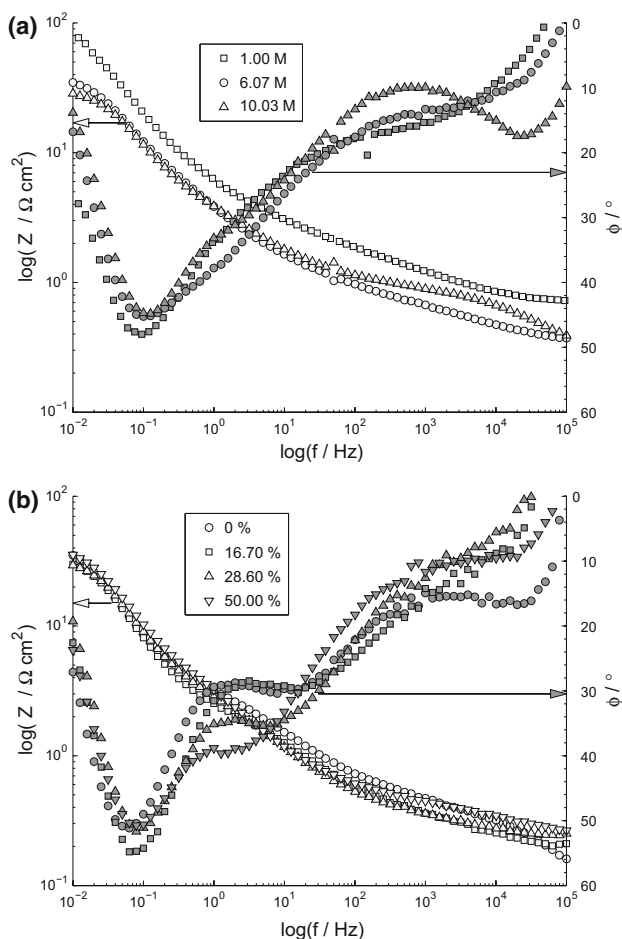 (a)
1.00 M
6.07 M
10.03 M
log( Z / Ω cm²)
10²
10¹
10⁰
10⁻¹
0
10
20
30
40
50
60
ϕ / °
10⁻² 10⁻¹ 10⁰ 10¹ 10² 10³ 10⁴ 10⁵
log(f / Hz)
(b)
0 %
16.70 %
28.60 %
50.00 %
log( Z / Ω cm²)
10²
10¹
10⁰
10⁻¹
0
10
20
30
40
50
60
ϕ / °
10⁻² 10⁻¹ 10⁰ 10¹ 10² 10³ 10⁴ 10⁵
log(f / Hz)